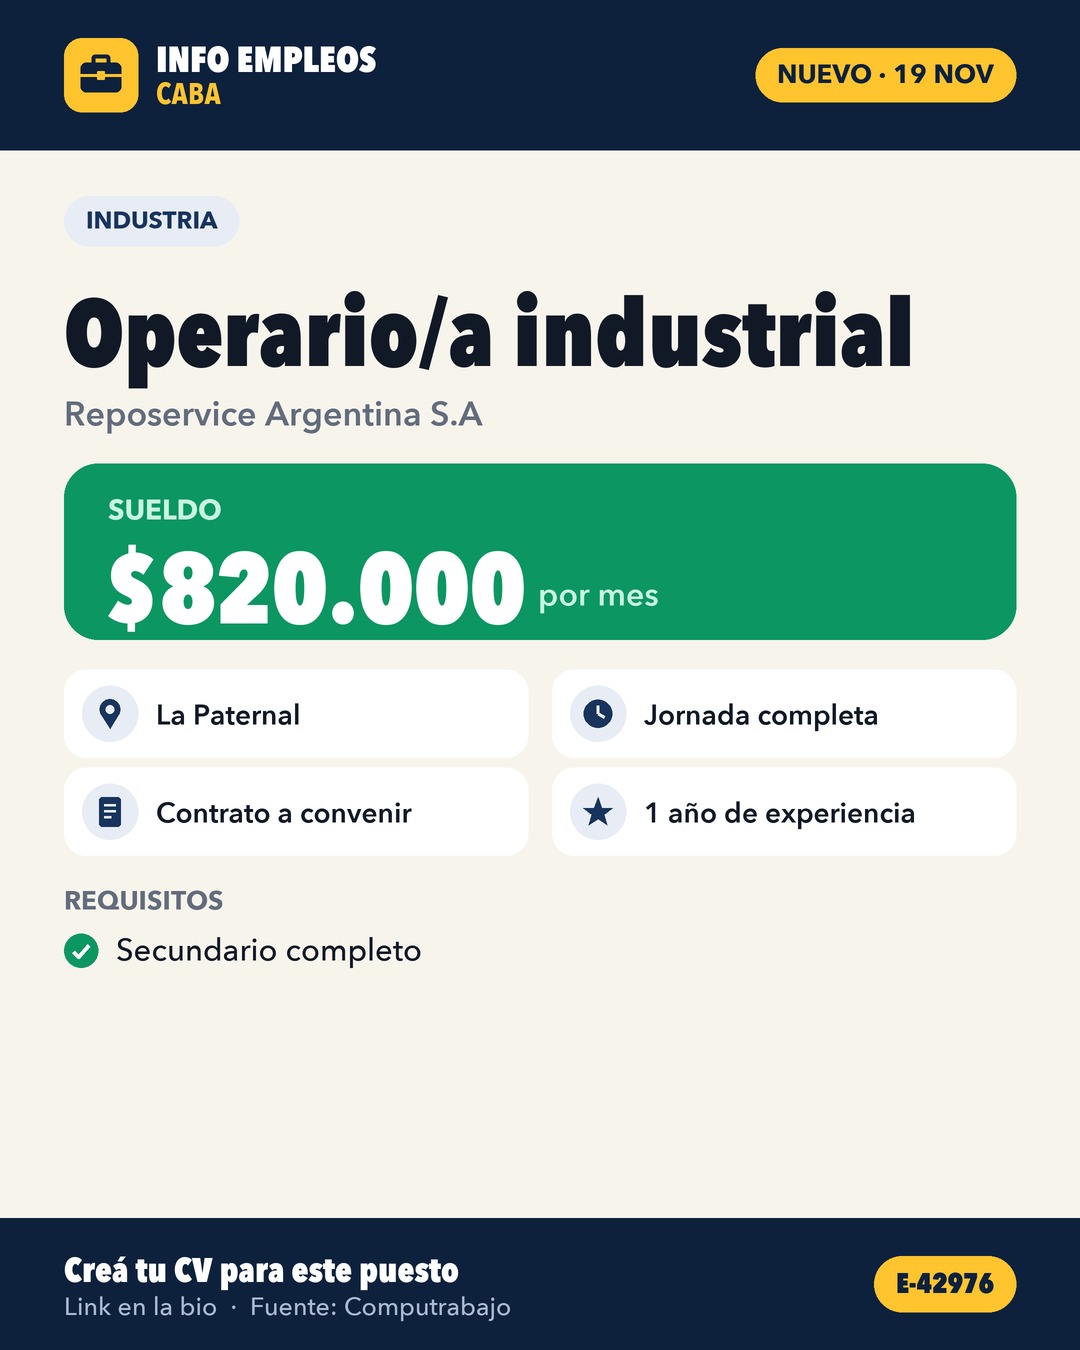 INFO EMPLEOS
CABA
NUEVO · 19 NOV
INDUSTRIA
Operario/a industrial
Reposervice Argentina S.A
SUELDO
$820.000 por mes
La Paternal
Jornada completa
Contrato a convenir
1 año de experiencia
REQUISITOS
Secundario completo
Creá tu CV para este puesto
Link en la bio · Fuente: Computrabajo
E-42976